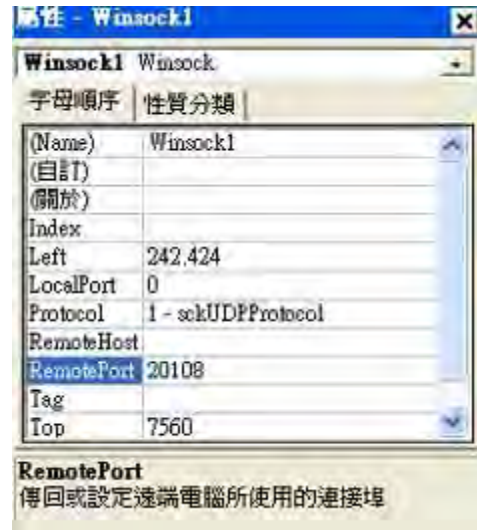 屬性 - Winsock1
Winsock1 Winsock
字母順序 性質分類
(Name) Winsock1
(自訂)
(關於)
Index
Left 242.424
LocalPort 0
Protocol 1 - sckUDPProtocol
RemoteHost
RemotePort 20108
Tag
Top 7560
RemotePort
傳回或設定遠端電腦所使用的連接埠